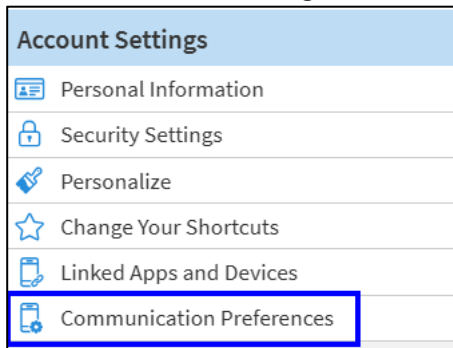 Account Settings
Personal Information
Security Settings
Personalize
Change Your Shortcuts
Linked Apps and Devices
Communication Preferences